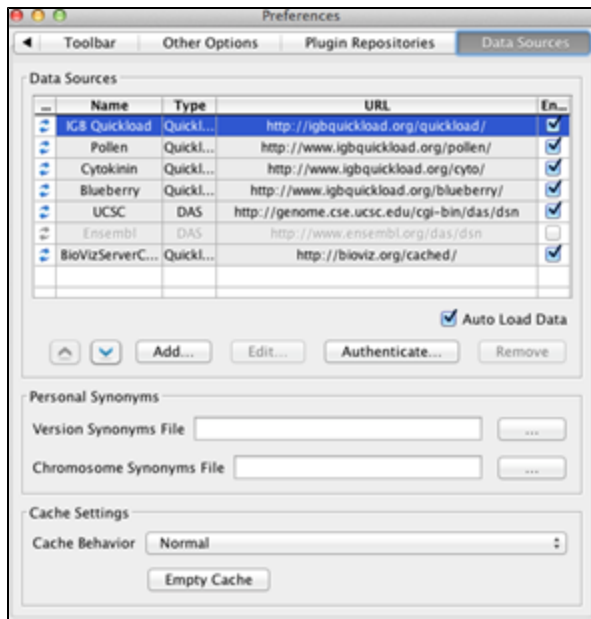 Preferences
Toolbar Other Options Plugin Repositories Data Sources
Data Sources
... Name Type URL En...
IGB Quickload Quickl... http://igbquickload.org/quickload/
Pollen Quickl... http://www.igbquickload.org/pollen/
Cytokinin Quickl... http://www.igbquickload.org/cyto/
Blueberry Quickl... http://www.igbquickload.org/blueberry/
UCSC DAS http://genome.cse.ucsc.edu/cgi-bin/das/dsn
Ensembl DAS http://www.ensembl.org/das/dsn
BioVizServerC... Quickl... http://bioviz.org/cached/
Auto Load Data
Add... Edit... Authenticate... Remove
Personal Synonyms
Version Synonyms File ...
Chromosome Synonyms File ...
Cache Settings
Cache Behavior Normal
Empty Cache